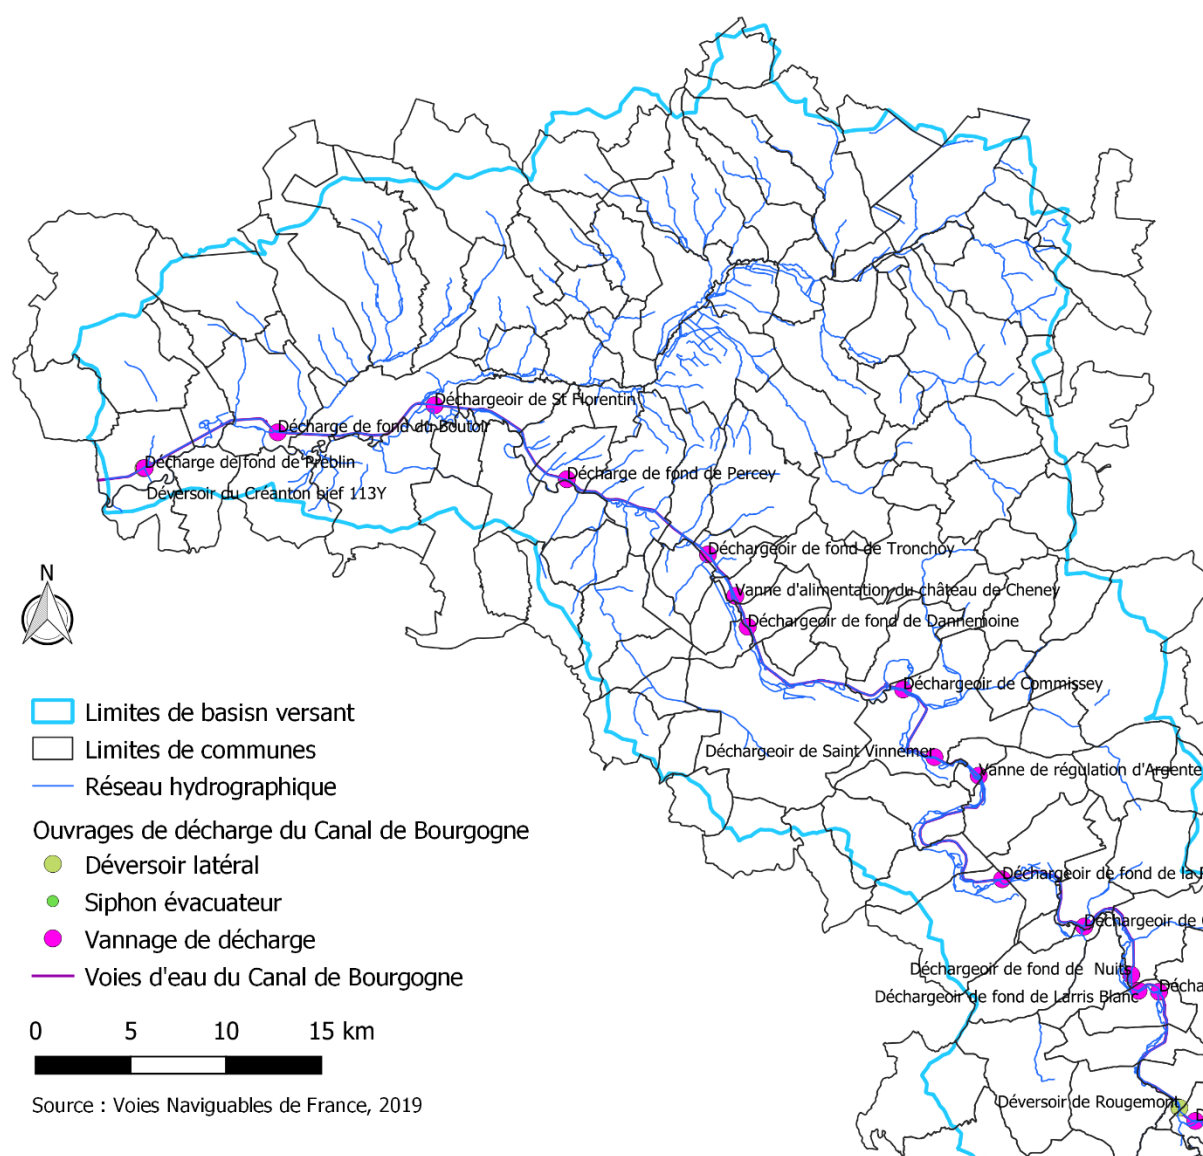 Déchargeoir de St Florentin
Décharge de fond du Boutoir
Décharge de fond de Préblin
Déversoir du Créanton bief 113Y
Décharge de fond de Percey
Déchargeoir de fond de Tronchoy
Vanne d'alimentation du château de Cheney
Déchargeoir de fond de Dannemoine
Déchargeoir de Commissey
Déchargeoir de Saint Vinnemer
Vanne de régulation d'Argente
Déchargeoir de fond de la
Déchargeoir de
Déchargeoir de fond de Nuits
Déchargeoir de fond de Larris Blanc
Décha
Déversoir de Rougemont
D
N
Limites de basisn versant
Limites de communes
Réseau hydrographique
Ouvrages de décharge du Canal de Bourgogne
Déversoir latéral
Siphon évacuateur
Vannage de décharge
Voies d'eau du Canal de Bourgogne
0 5 10 15 km
Source : Voies Naviguables de France, 2019